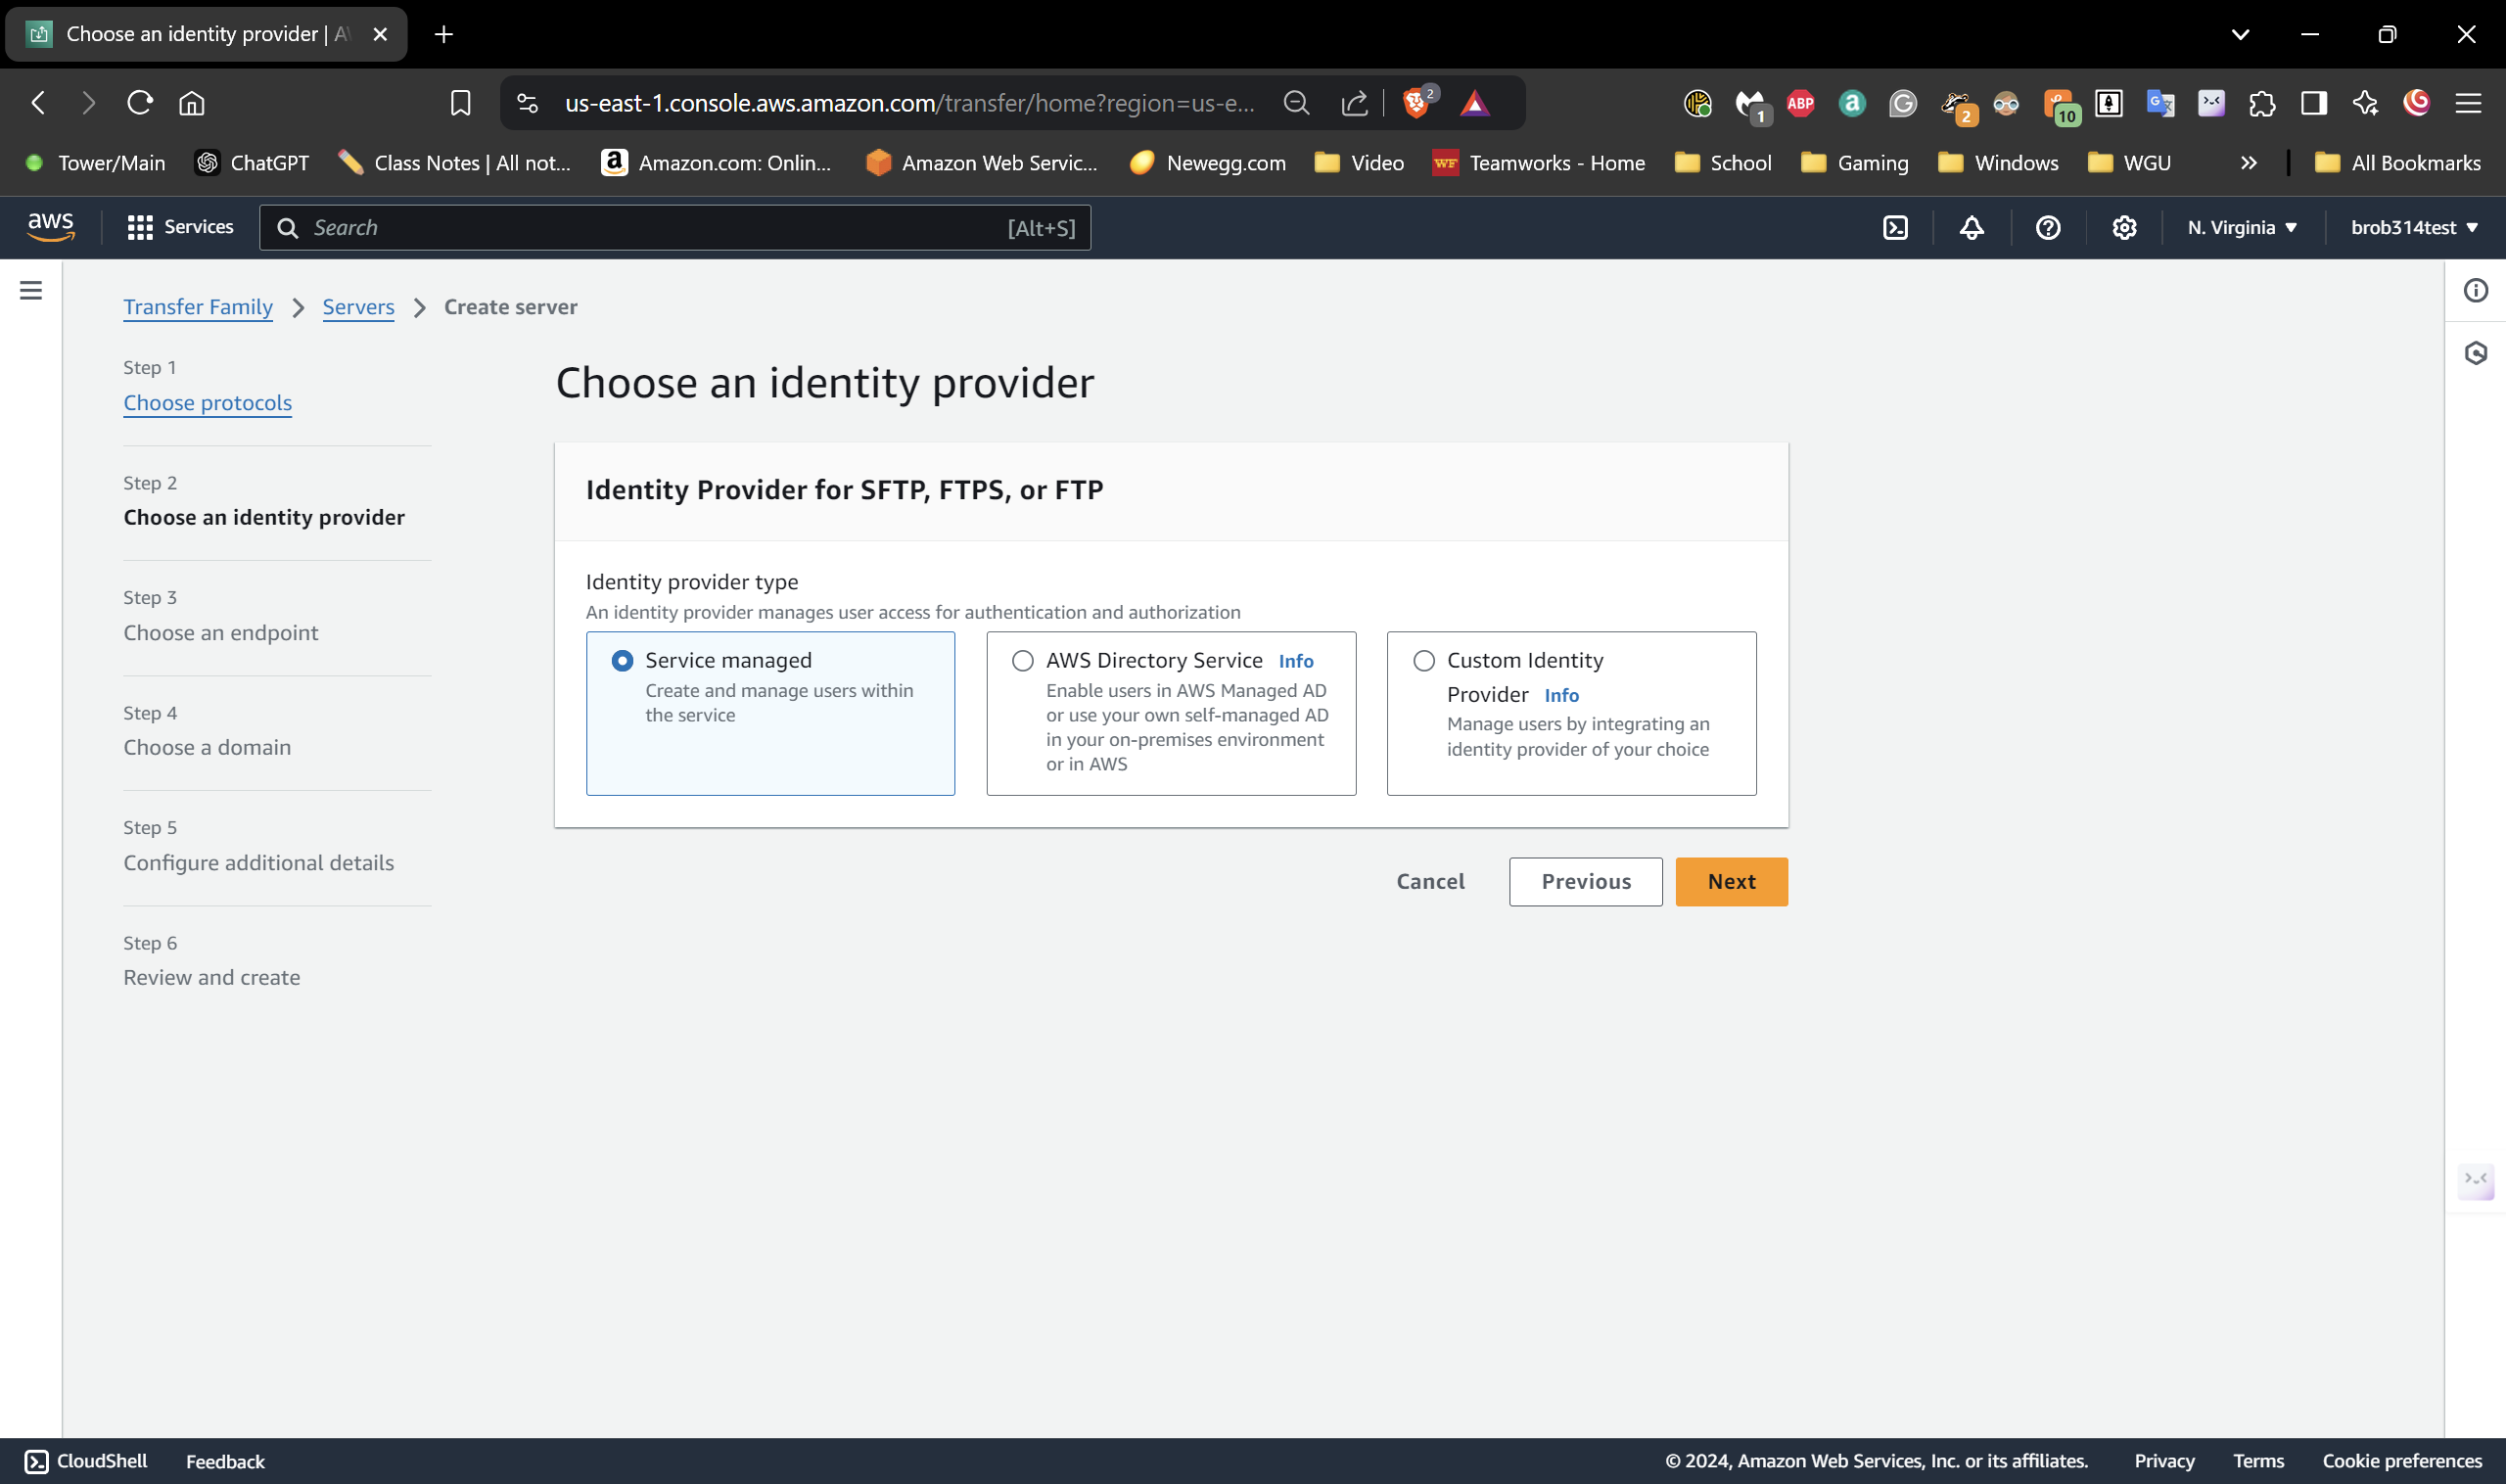 Choose an identity provider | A
us-east-1.console.aws.amazon.com/transfer/home?region=us-e...
2
1
ABP
a
2
10
Tower/Main
ChatGPT
Class Notes | All not...
a
Amazon.com: Onlin...
Amazon Web Servic...
Newegg.com
Video
WF
Teamworks - Home
School
Gaming
Windows
WGU
All Bookmarks
aws
Services
Search
[Alt+S]
N. Virginia
brob314test
Transfer Family
Servers
Create server
Step 1
Choose protocols
Step 2
Choose an identity provider
Step 3
Choose an endpoint
Step 4
Choose a domain
Step 5
Configure additional details
Step 6
Review and create
Choose an identity provider
Identity Provider for SFTP, FTPS, or FTP
Identity provider type
An identity provider manages user access for authentication and authorization
Service managed
Create and manage users within
the service
AWS Directory Service Info
Enable users in AWS Managed AD
or use your own self-managed AD
in your on-premises environment
or in AWS
Custom Identity
Provider Info
Manage users by integrating an
identity provider of your choice
Cancel
Previous
Next
CloudShell
Feedback
© 2024, Amazon Web Services, Inc. or its affiliates.
Privacy
Terms
Cookie preferences